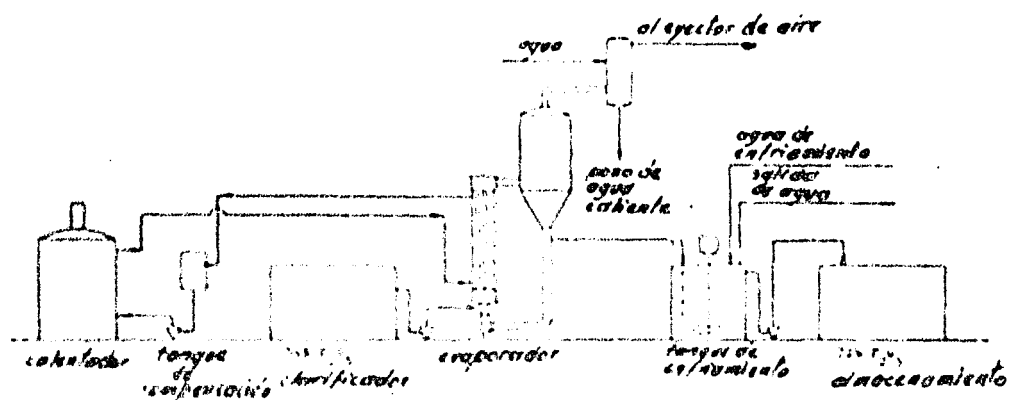 al eyector de aire
agua
agua de
enfriamiento
salida
de agua
pozo de
agua
caliente
calentador
tanque
de
clarificador
evaporador
tanque de
enfriamiento
almacenamiento